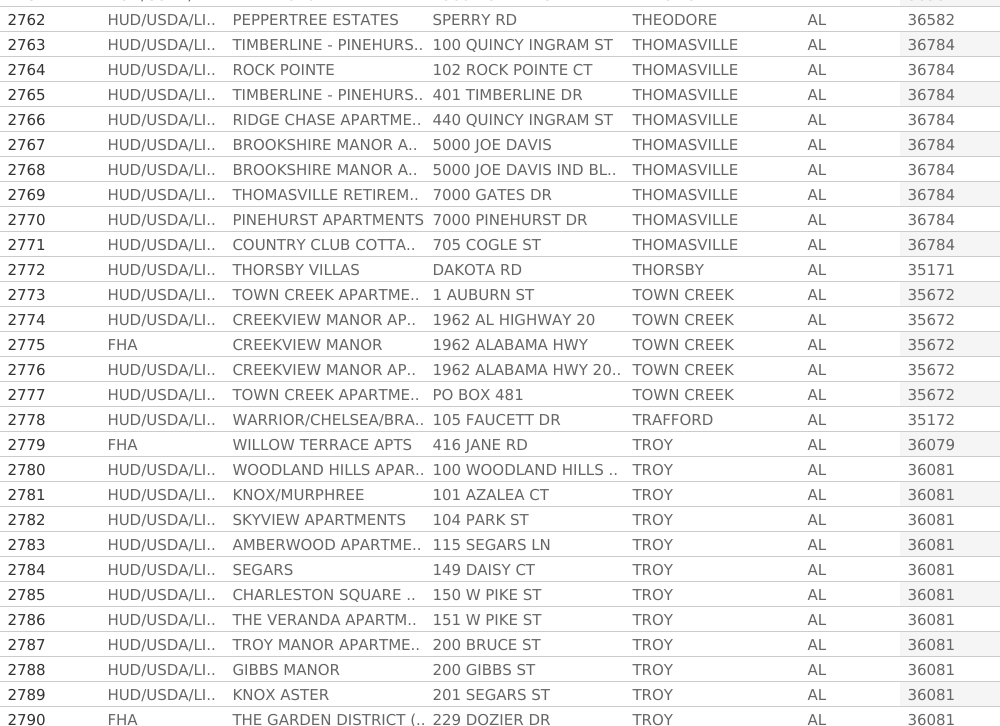 2762 HUD/USDA/LI.. PEPPERTREE ESTATES SPERRY RD THEODORE AL 36582
2763 HUD/USDA/LI.. TIMBERLINE - PINEHURS.. 100 QUINCY INGRAM ST THOMASVILLE AL 36784
2764 HUD/USDA/LI.. ROCK POINTE 102 ROCK POINTE CT THOMASVILLE AL 36784
2765 HUD/USDA/LI.. TIMBERLINE - PINEHURS.. 401 TIMBERLINE DR THOMASVILLE AL 36784
2766 HUD/USDA/LI.. RIDGE CHASE APARTME.. 440 QUINCY INGRAM ST THOMASVILLE AL 36784
2767 HUD/USDA/LI.. BROOKSHIRE MANOR A.. 5000 JOE DAVIS THOMASVILLE AL 36784
2768 HUD/USDA/LI.. BROOKSHIRE MANOR A.. 5000 JOE DAVIS IND BL.. THOMASVILLE AL 36784
2769 HUD/USDA/LI.. THOMASVILLE RETIREM.. 7000 GATES DR THOMASVILLE AL 36784
2770 HUD/USDA/LI.. PINEHURST APARTMENTS 7000 PINEHURST DR THOMASVILLE AL 36784
2771 HUD/USDA/LI.. COUNTRY CLUB COTTA.. 705 COGLE ST THOMASVILLE AL 36784
2772 HUD/USDA/LI.. THORSBY VILLAS DAKOTA RD THORSBY AL 35171
2773 HUD/USDA/LI.. TOWN CREEK APARTME.. 1 AUBURN ST TOWN CREEK AL 35672
2774 HUD/USDA/LI.. CREEKVIEW MANOR AP.. 1962 AL HIGHWAY 20 TOWN CREEK AL 35672
2775 FHA CREEKVIEW MANOR 1962 ALABAMA HWY TOWN CREEK AL 35672
2776 HUD/USDA/LI.. CREEKVIEW MANOR AP.. 1962 ALABAMA HWY 20.. TOWN CREEK AL 35672
2777 HUD/USDA/LI.. TOWN CREEK APARTME.. PO BOX 481 TOWN CREEK AL 35672
2778 HUD/USDA/LI.. WARRIOR/CHELSEA/BRA.. 105 FAUCETT DR TRAFFORD AL 35172
2779 FHA WILLOW TERRACE APTS 416 JANE RD TROY AL 36079
2780 HUD/USDA/LI.. WOODLAND HILLS APAR.. 100 WOODLAND HILLS .. TROY AL 36081
2781 HUD/USDA/LI.. KNOX/MURPHREE 101 AZALEA CT TROY AL 36081
2782 HUD/USDA/LI.. SKYVIEW APARTMENTS 104 PARK ST TROY AL 36081
2783 HUD/USDA/LI.. AMBERWOOD APARTME.. 115 SEGARS LN TROY AL 36081
2784 HUD/USDA/LI.. SEGARS 149 DAISY CT TROY AL 36081
2785 HUD/USDA/LI.. CHARLESTON SQUARE .. 150 W PIKE ST TROY AL 36081
2786 HUD/USDA/LI.. THE VERANDA APARTM.. 151 W PIKE ST TROY AL 36081
2787 HUD/USDA/LI.. TROY MANOR APARTME.. 200 BRUCE ST TROY AL 36081
2788 HUD/USDA/LI.. GIBBS MANOR 200 GIBBS ST TROY AL 36081
2789 HUD/USDA/LI.. KNOX ASTER 201 SEGARS ST TROY AL 36081
2790 FHA THE GARDEN DISTRICT (.. 229 DOZIER DR TROY AL 36081